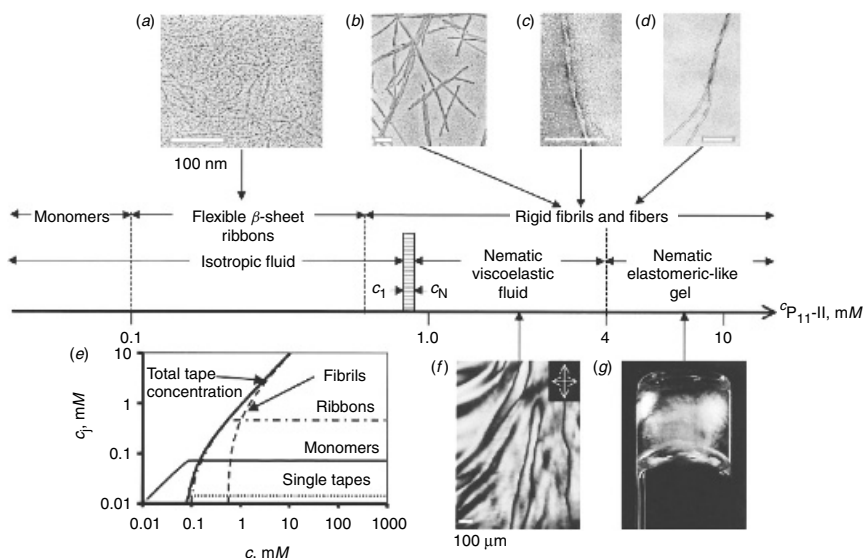 (a)
(b)
(c)
(d)
100 nm
Monomers
Flexible β-sheet
ribbons
Rigid fibrils and fibers
Isotropic fluid
Nematic
viscoelastic
fluid
Nematic
elastomeric-like
gel
c1
cN
cP11-II, mM
0.1
1.0
4
10
(e)
10
1
0.1
0.01
cj, mM
Total tape
concentration
Fibrils
Ribbons
Monomers
Single tapes
0.01
0.1
1
10
100
1000
c, mM
(f)
100 μm
(g)